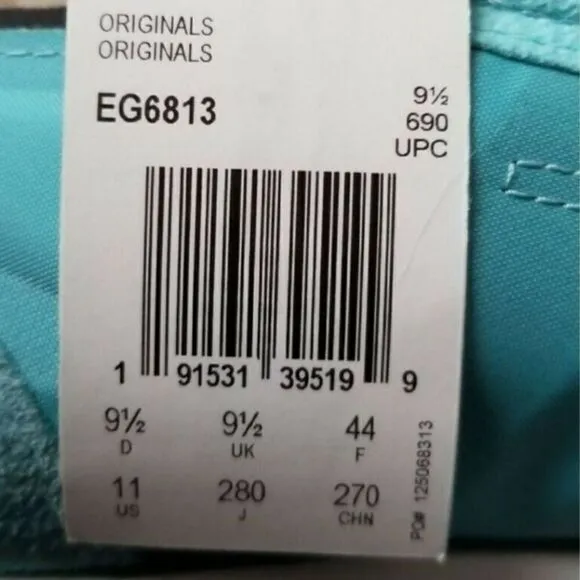 ORIGINALS
ORIGINALS
EG6813
9½
690
UPC
1 91531 39519 9
9½ 9½ 44
D UK F
11 280 270
US J CHN
PO# 125068313